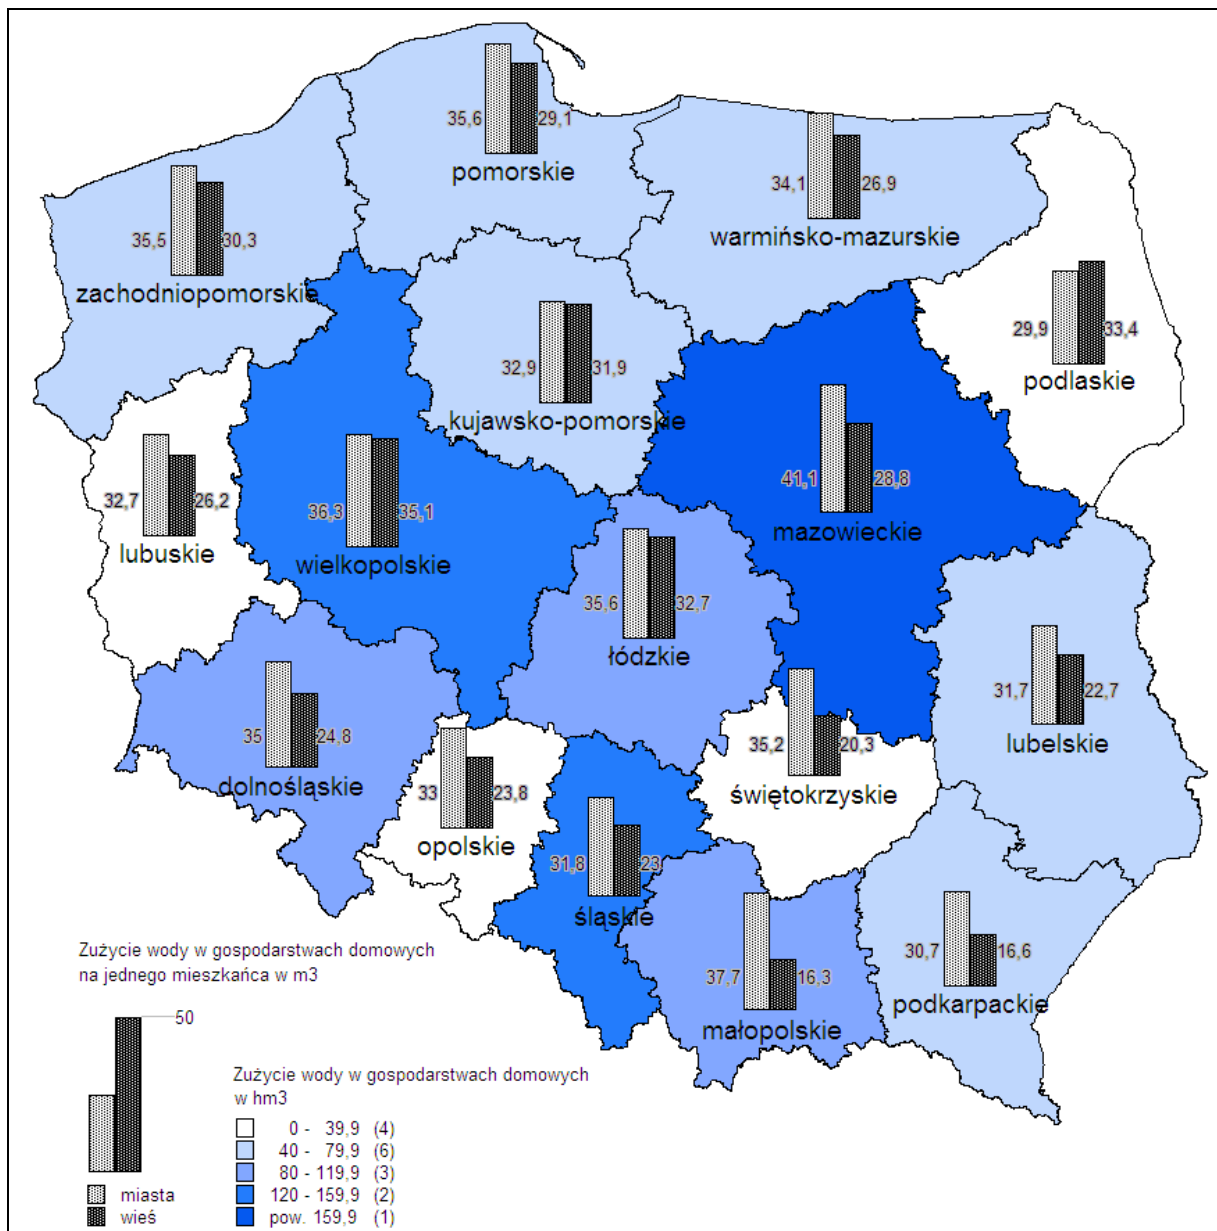 35,6 29,1
pomorskie
34,1 26,9
warmińsko-mazurskie
35,5 30,3
zachodniopomorskie
29,9 33,4
podlaskie
32,9 31,9
kujawsko-pomorskie
41,1 28,8
mazowieckie
32,7 26,2
lubuskie
36,3 35,1
wielkopolskie
35,6 32,7
łódzkie
31,7 22,7
lubelskie
35 24,8
dolnośląskie
35,2 20,3
świętokrzyskie
33 23,8
opolskie
31,8 23
śląskie
37,7 16,3
małopolskie
30,7 16,6
podkarpackie
Zużycie wody w gospodarstwach domowych
na jednego mieszkańca w m3
50
miasta
wieś
Zużycie wody w gospodarstwach domowych
w hm3
0 - 39,9 (4)
40 - 79,9 (6)
80 - 119,9 (3)
120 - 159,9 (2)
pow. 159,9 (1)